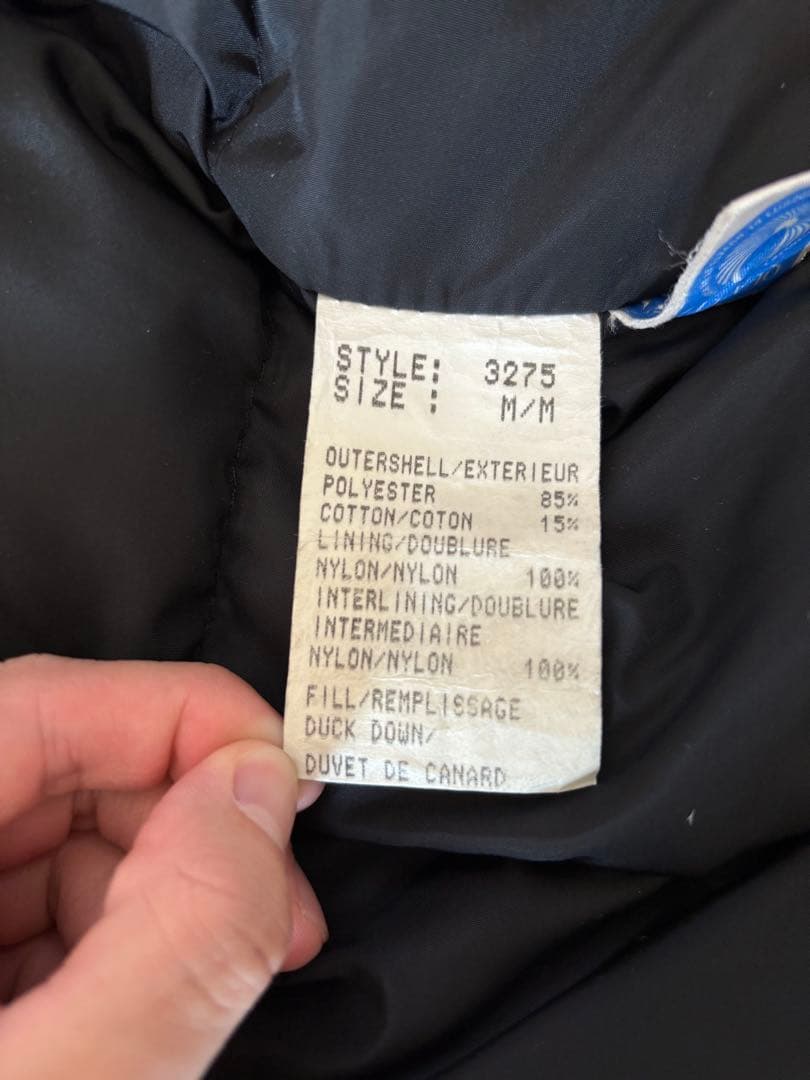 STYLE: 3275
SIZE : M/M
OUTERSHELL/EXTERIEUR
POLYESTER 85%
COTTON/COTON 15%
LINING/DOUBLURE
NYLON/NYLON 100%
INTERLINING/DOUBLURE
INTERMEDIAIRE
NYLON/NYLON 100%
FILL/REMPLISSAGE
DUCK DOWN/
DUVET DE CANARD